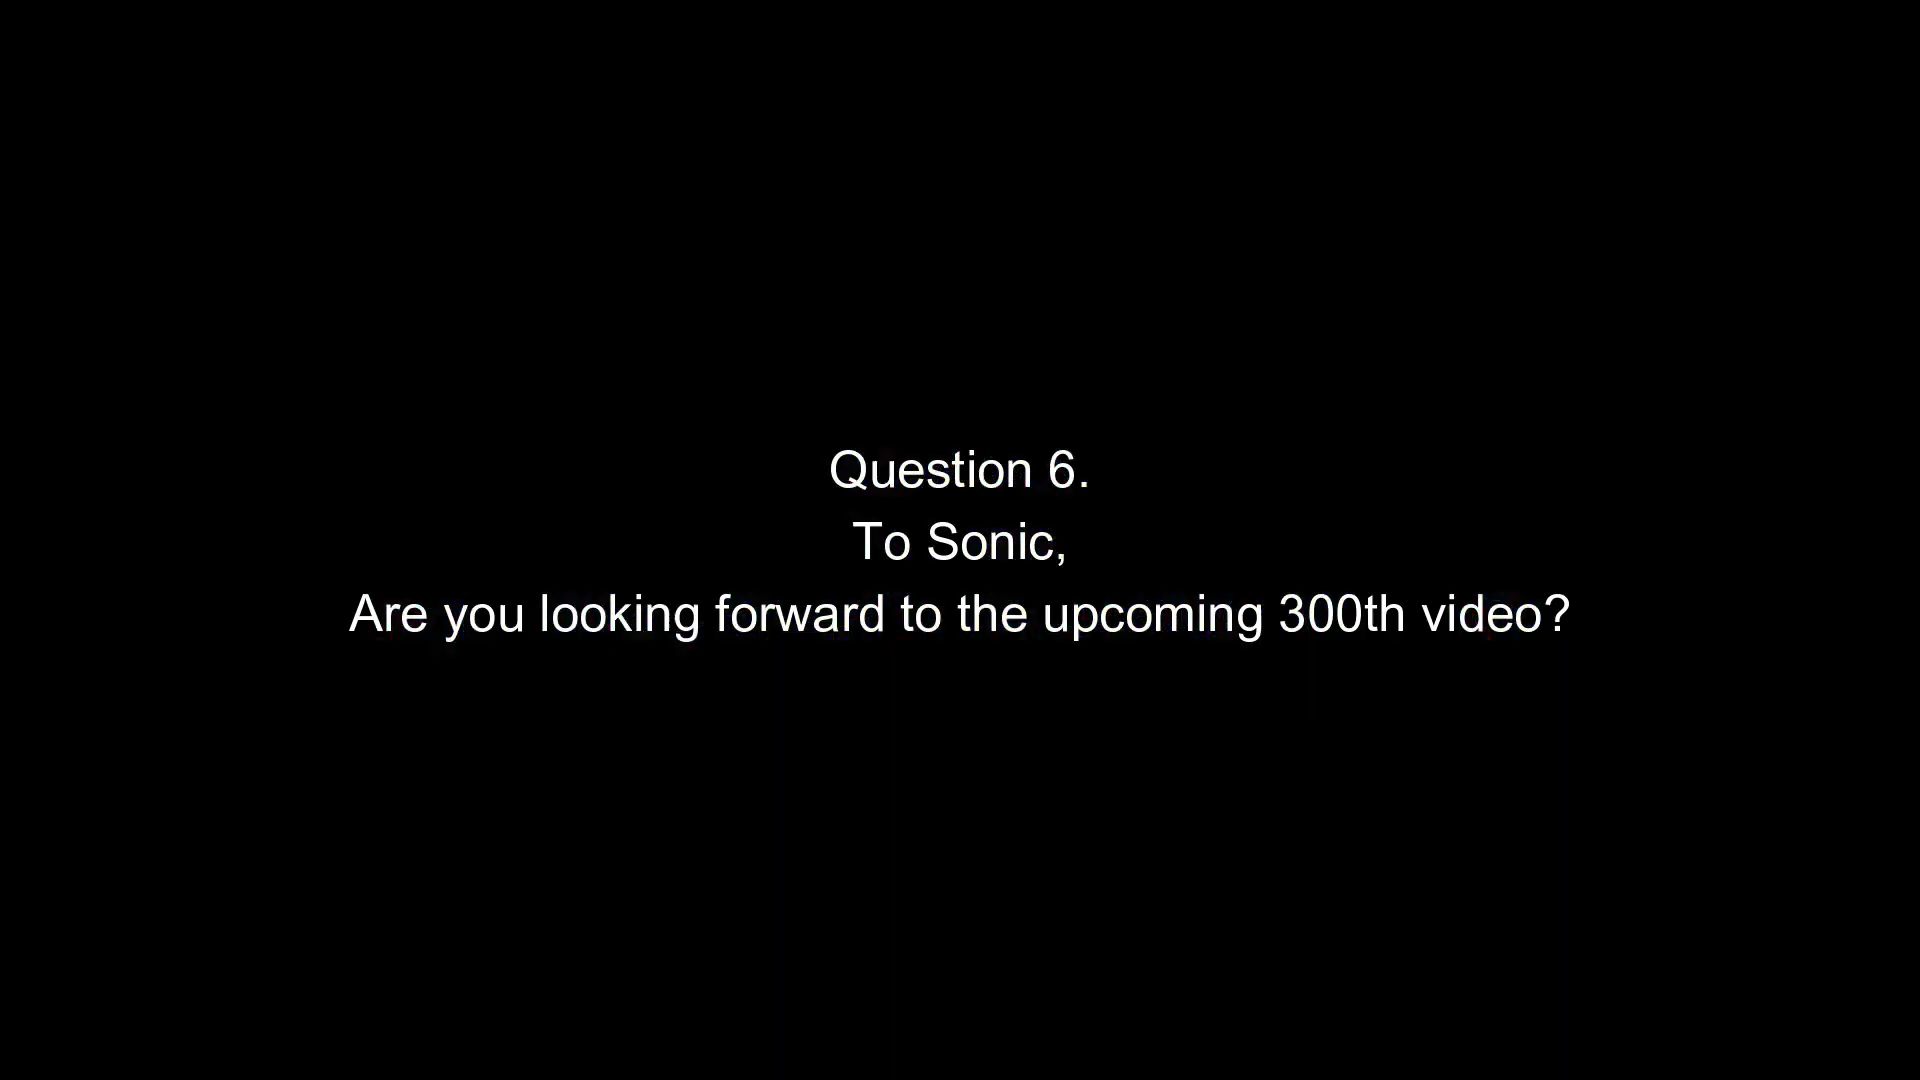 Question 6.
To Sonic,
Are you looking forward to the upcoming 300th video?